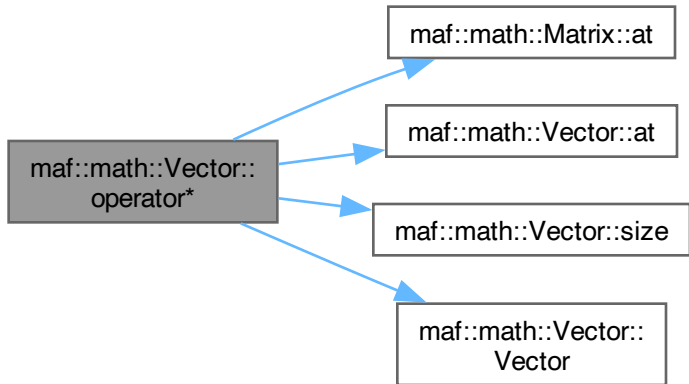 maf::math::Matrix::at
maf::math::Vector::at
maf::math::Vector::
operator*
maf::math::Vector::size
maf::math::Vector::
Vector